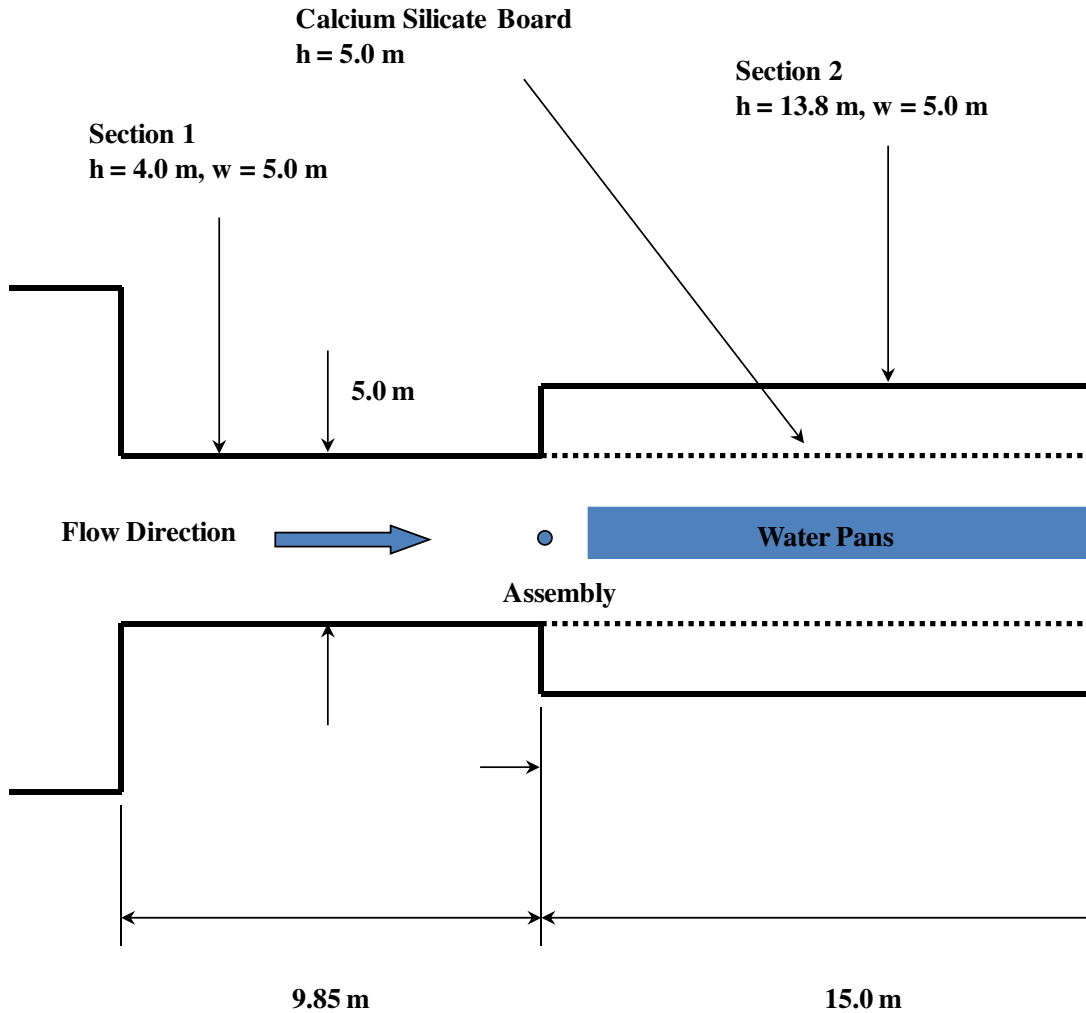 Calcium Silicate Board
h = 5.0 m
Section 2
h = 13.8 m, w = 5.0 m
Section 1
h = 4.0 m, w = 5.0 m
5.0 m
Flow Direction
Water Pans
Assembly
9.85 m
15.0 m